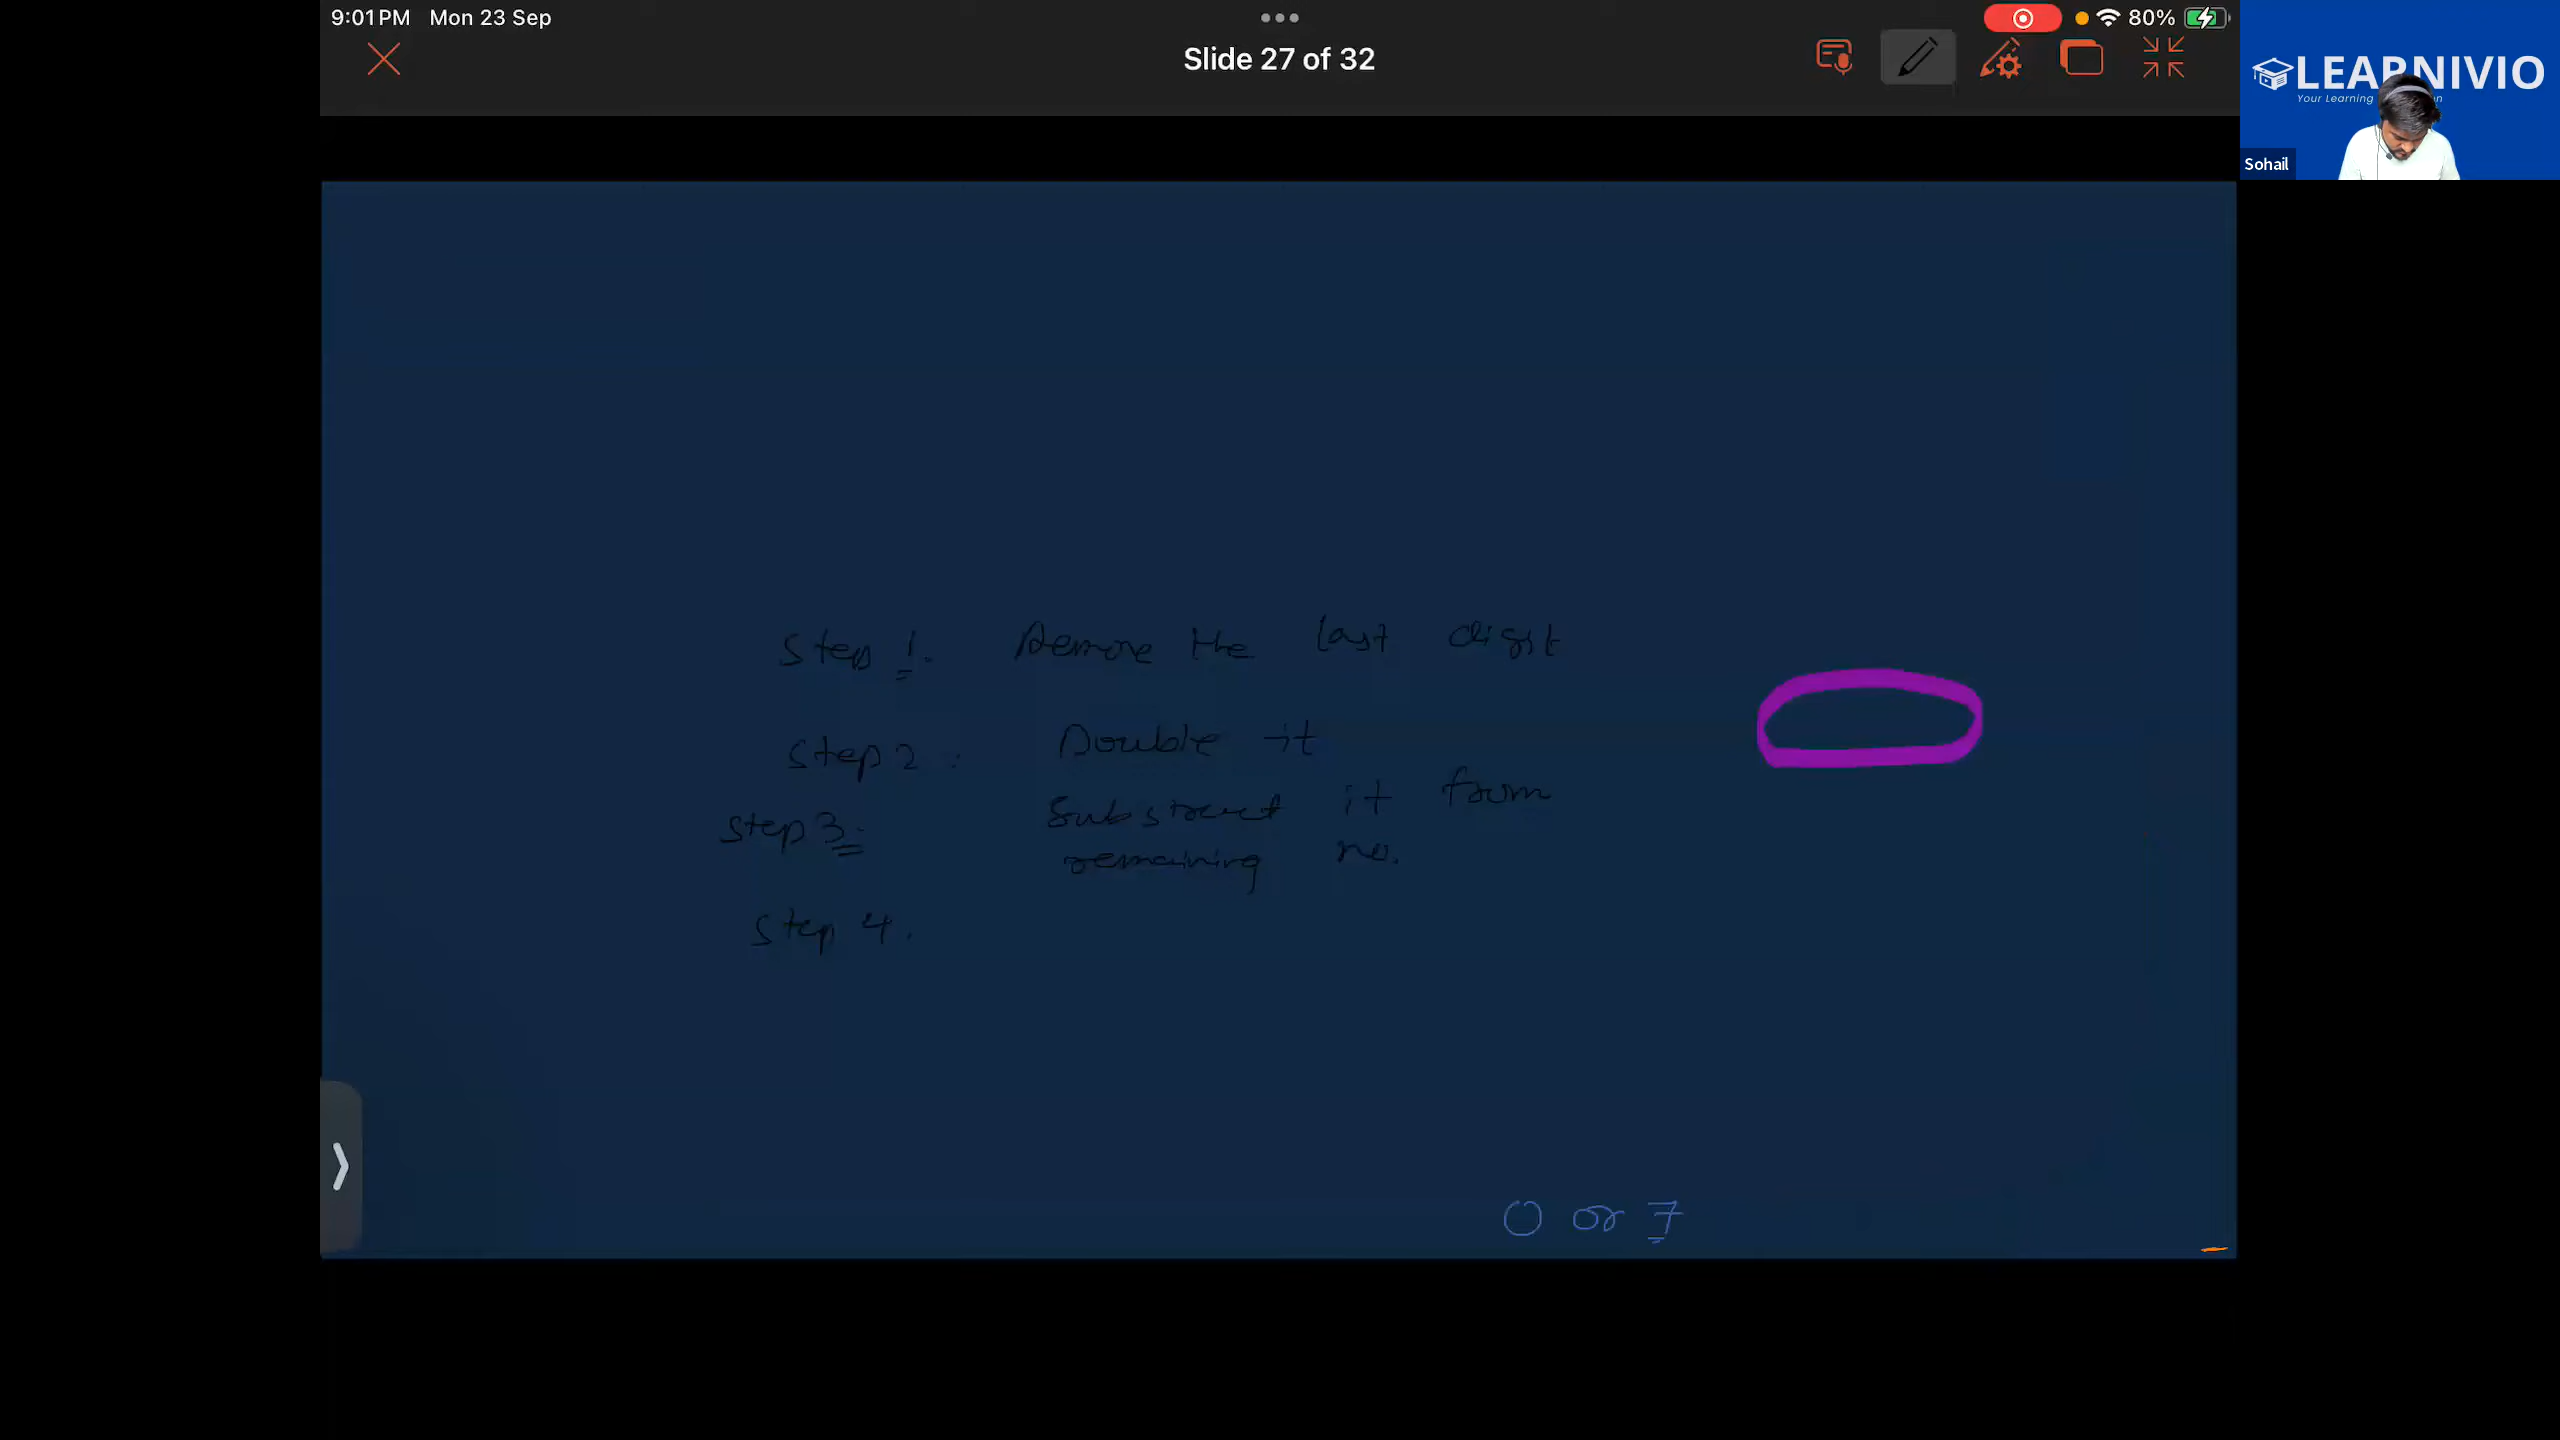 9:01 PM Mon 23 Sep
80%
Slide 27 of 32
LEARNIVIO
Your Learning
Sohail
Step 1. Remove the last digit
Step 2 : Double it
Step 3: Substract it from
remaining no.
Step 4.
0 or 7